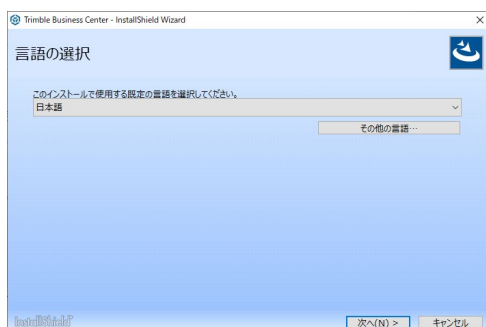 Trimble Business Center - InstallShield Wizard
言語の選択
このインストールで使用する既定の言語を選択してください。
日本語
その他の言語...
InstallShield
次へ(N) >
キャンセル